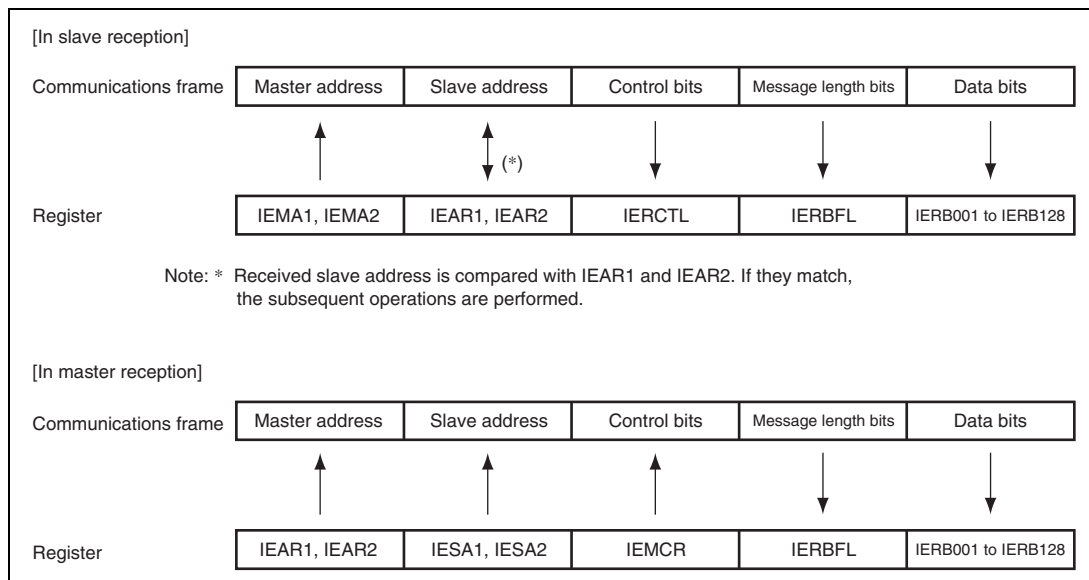 [In slave reception]
Communications frame Master address Slave address Control bits Message length bits Data bits
(*)
Register IEMA1, IEMA2 IEAR1, IEAR2 IERCTL IERBFL IERB001 to IERB128
Note: * Received slave address is compared with IEAR1 and IEAR2. If they match,
the subsequent operations are performed.
[In master reception]
Communications frame Master address Slave address Control bits Message length bits Data bits
Register IEAR1, IEAR2 IESA1, IESA2 IEMCR IERBFL IERB001 to IERB128